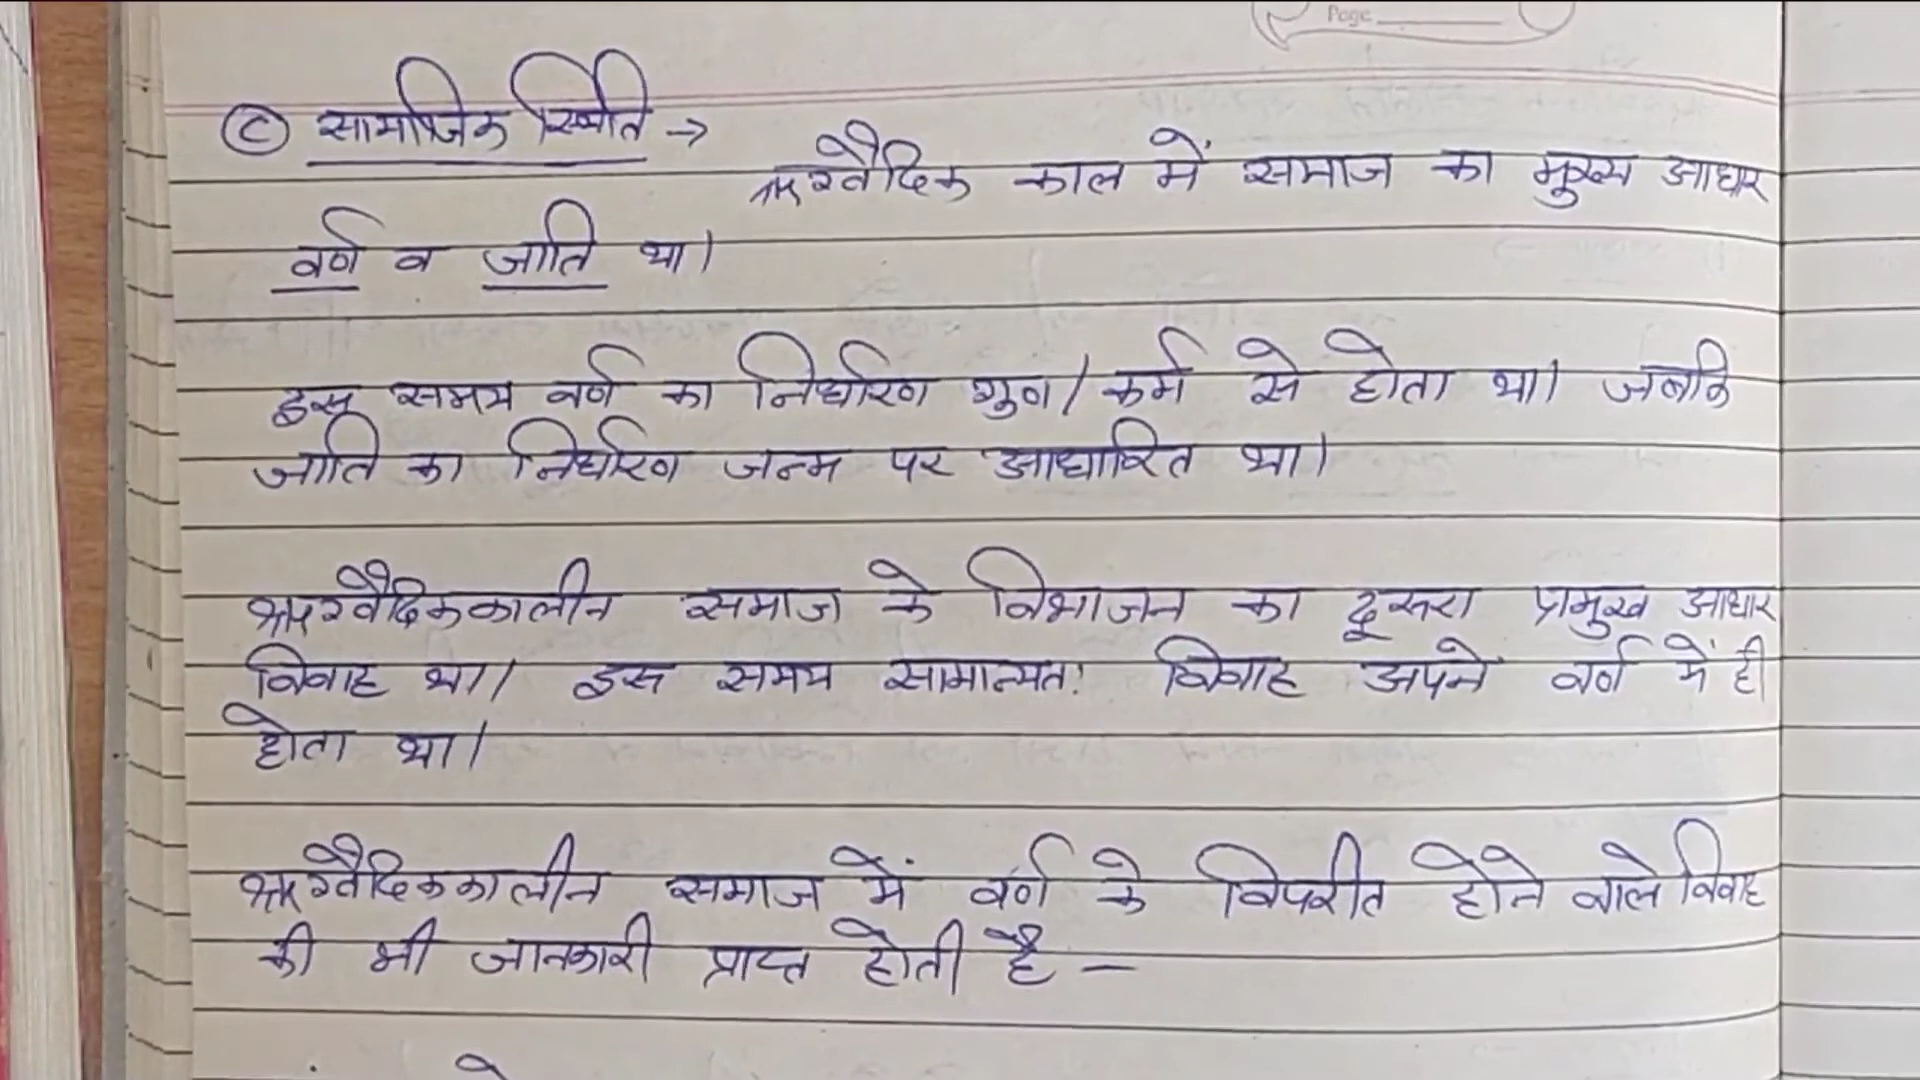 Page
(C) सामाजिक स्थिति →
ऋग्वैदिक काल में समाज का मुख्य आधार
वर्ण व जाति था।
इस समय वर्ण का निर्धारण गुण/कर्म से होता था। जबकि
जाति का निर्धारण जन्म पर आधारित था।
ऋग्वैदिककालीन समाज के विभाजन का दूसरा प्रमुख आधार
विवाह था। इस समय सामान्यत: विवाह अपने वर्ण में ही
होता था।
ऋग्वैदिककालीन समाज में वर्ण के विपरीत होने वाले विवाह
की भी जानकारी प्राप्त होती है –